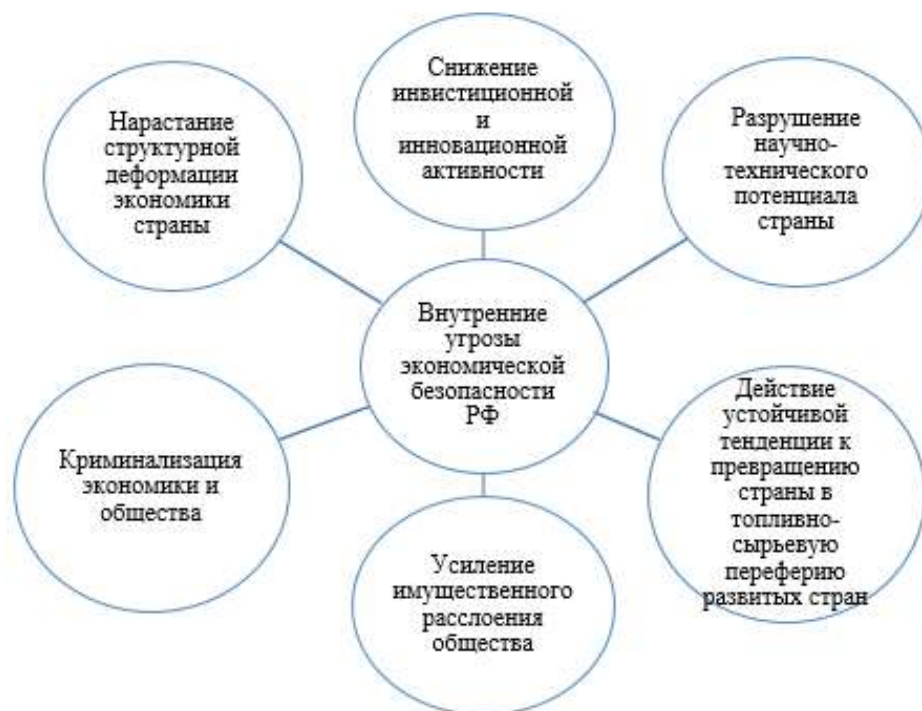 Снижение
инвистиционной
и
инновационной
активности
Нарастание
структурной
деформации
экономики
страны
Разрушение
научно-
технического
потенциала
страны
Внутренние
угрозы
экономической
безопасности
РФ
Криминализация
экономики и
общества
Действие
устойчивой
тенденции к
превращению
страны в
топливно-
сырьевую
переферию
развитых стран
Усиление
имущественного
расслоения
общества